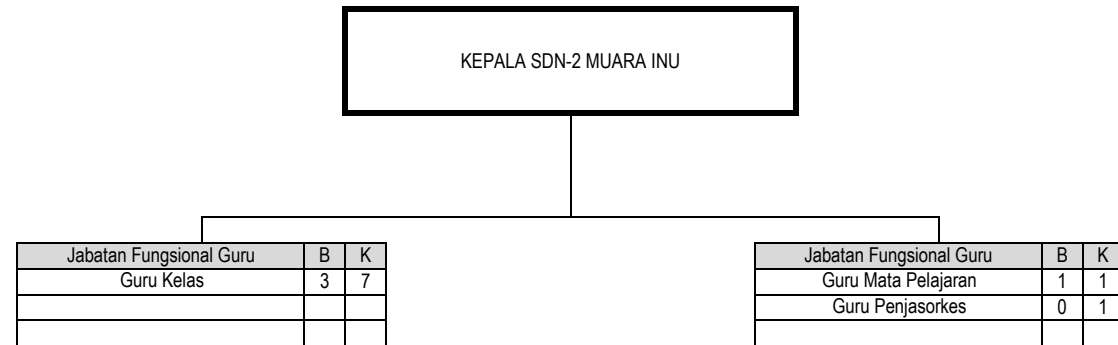 KEPALA SDN-2 MUARA INU
Jabatan Fungsional Guru B K
Guru Kelas 3 7
Jabatan Fungsional Guru B K
Guru Mata Pelajaran 1 1
Guru Penjasorkes 0 1